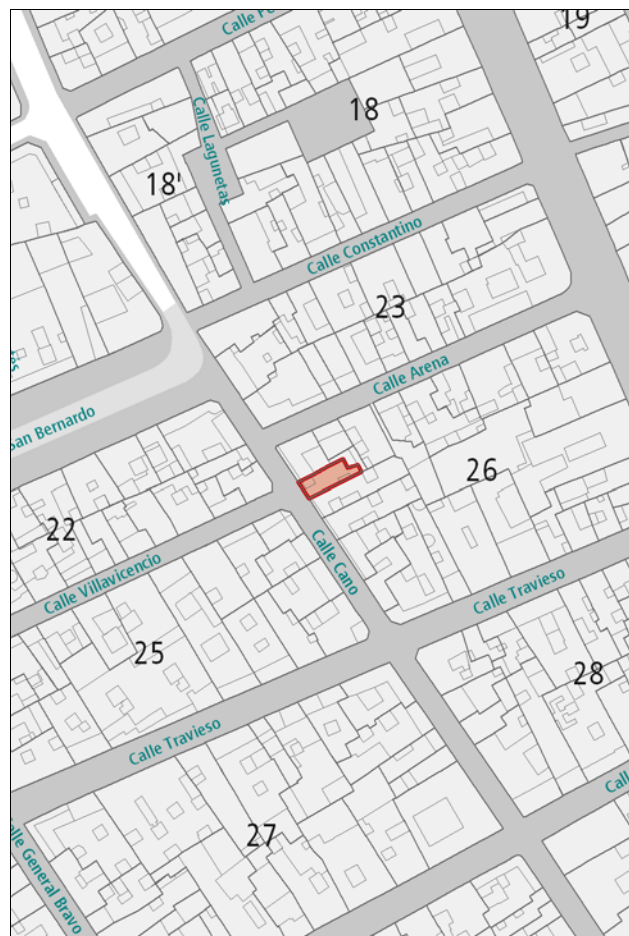 19
18
Calle Lagunetas
18'
Calle Constantino
23
Calle Arena
San Bernardo
26
22
Calle Cano
Calle Villavicencio
Calle Travieso
25
28
Calle Travieso
27
Calle General Bravo